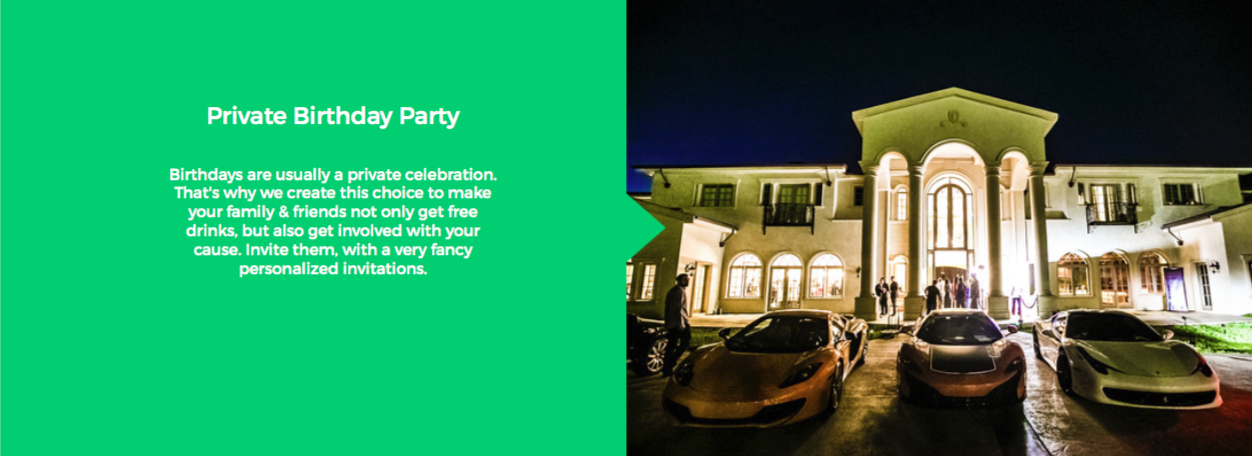 Private Birthday Party
Birthdays are usually a private celebration.
That's why we create this choice to make
your family & friends not only get free
drinks, but also get involved with your
cause. Invite them, with a very fancy
personalized invitations.